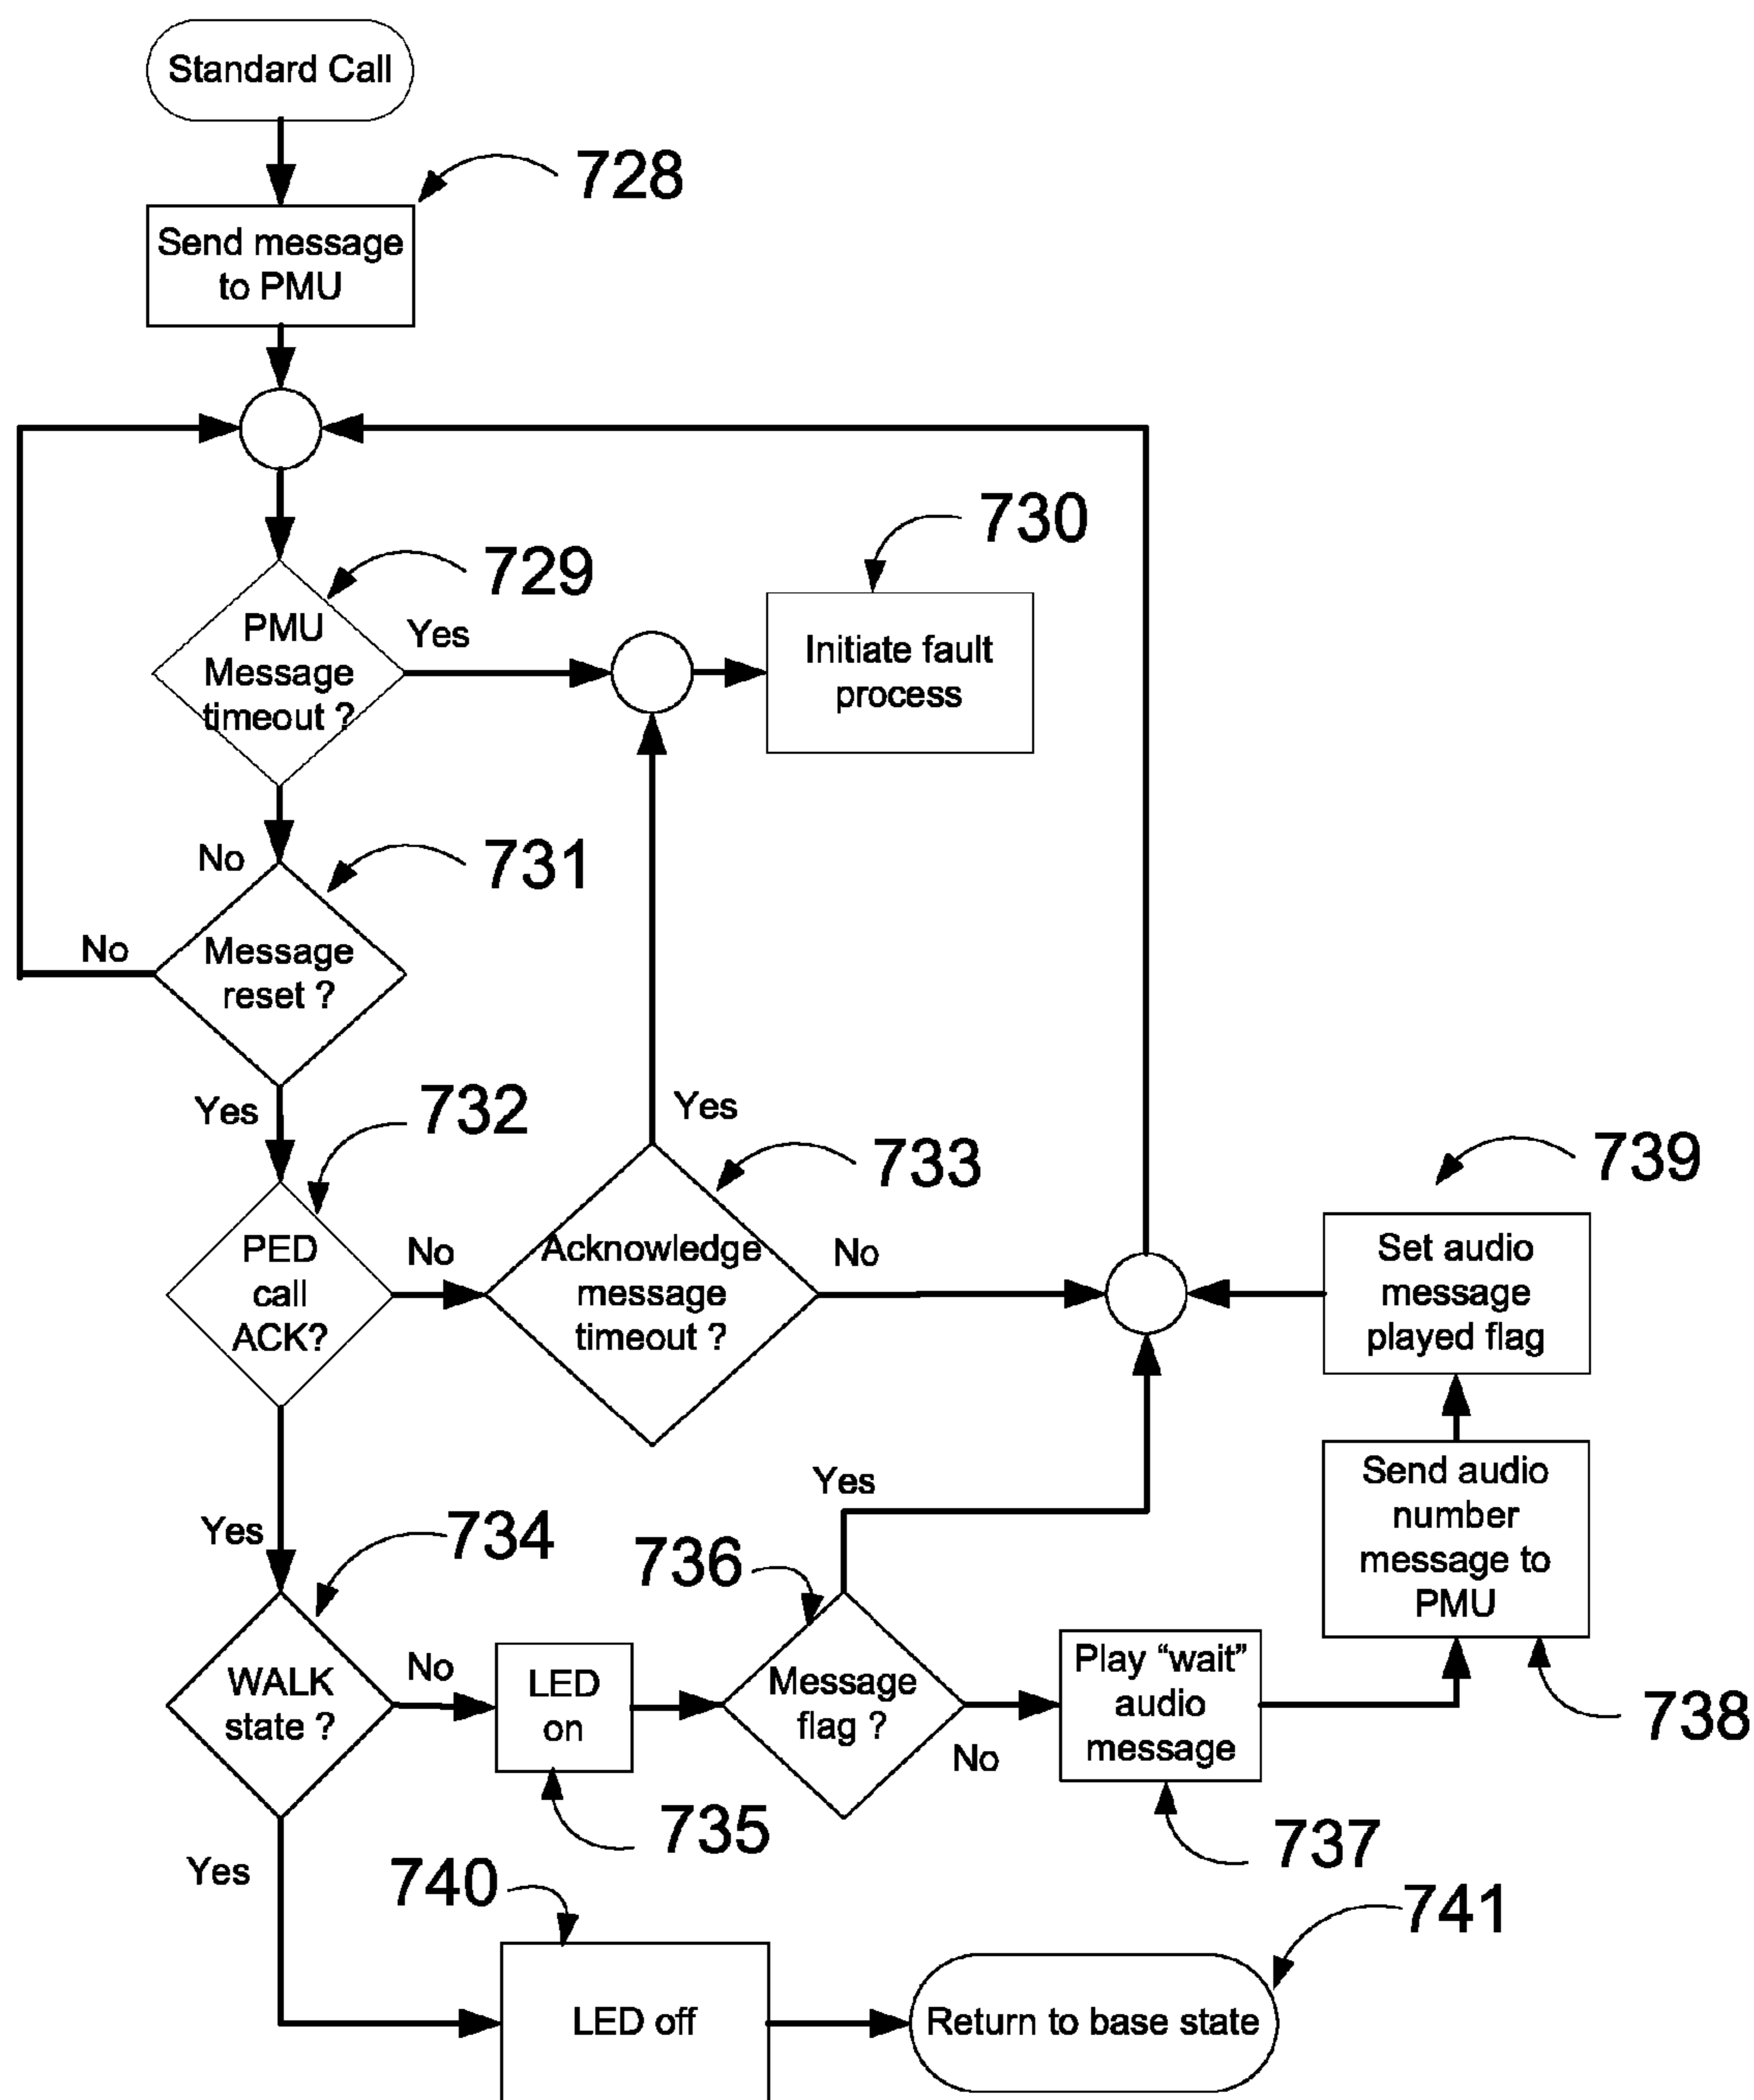 Standard Call
728
Send message
to PMU
729
PMU
Message
timeout ?
Yes
730
Initiate fault
process
No
731
Message
reset ?
No
Yes
732
PED
call
ACK?
No
Yes
733
Acknowledge
message
timeout ?
No
739
Set audio
message
played flag
Yes
734
WALK
state ?
No
LED
on
735
Yes
736
Message
flag ?
No
Play “wait”
audio
message
737
Send audio
number
message to
PMU
738
Yes
740
LED off
741
Return to base state